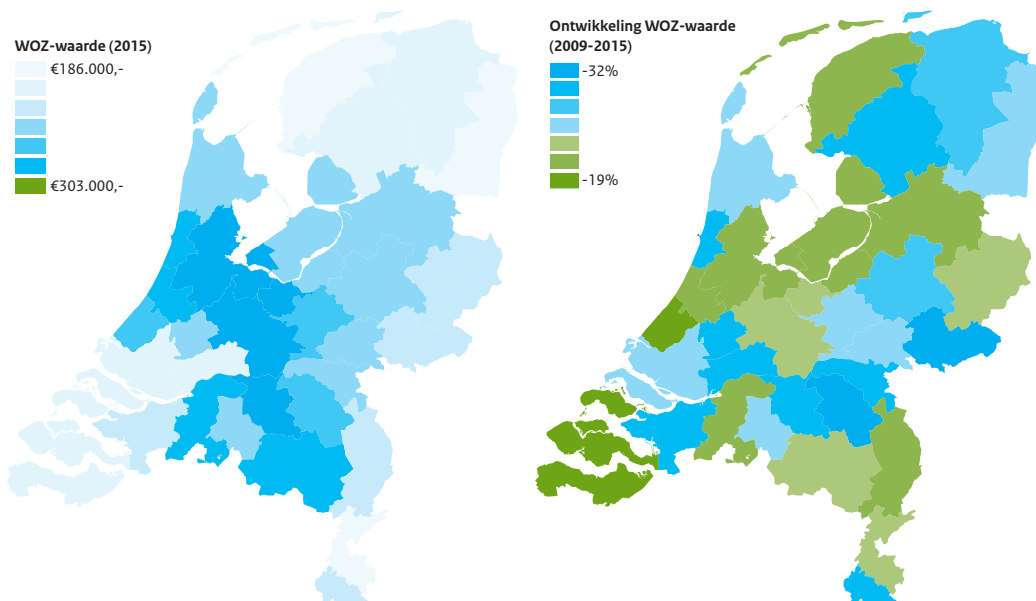 WOZ-waarde (2015)
€186.000,-
€303.000,-
Ontwikkeling WOZ-waarde
(2009-2015)
-32%
-19%